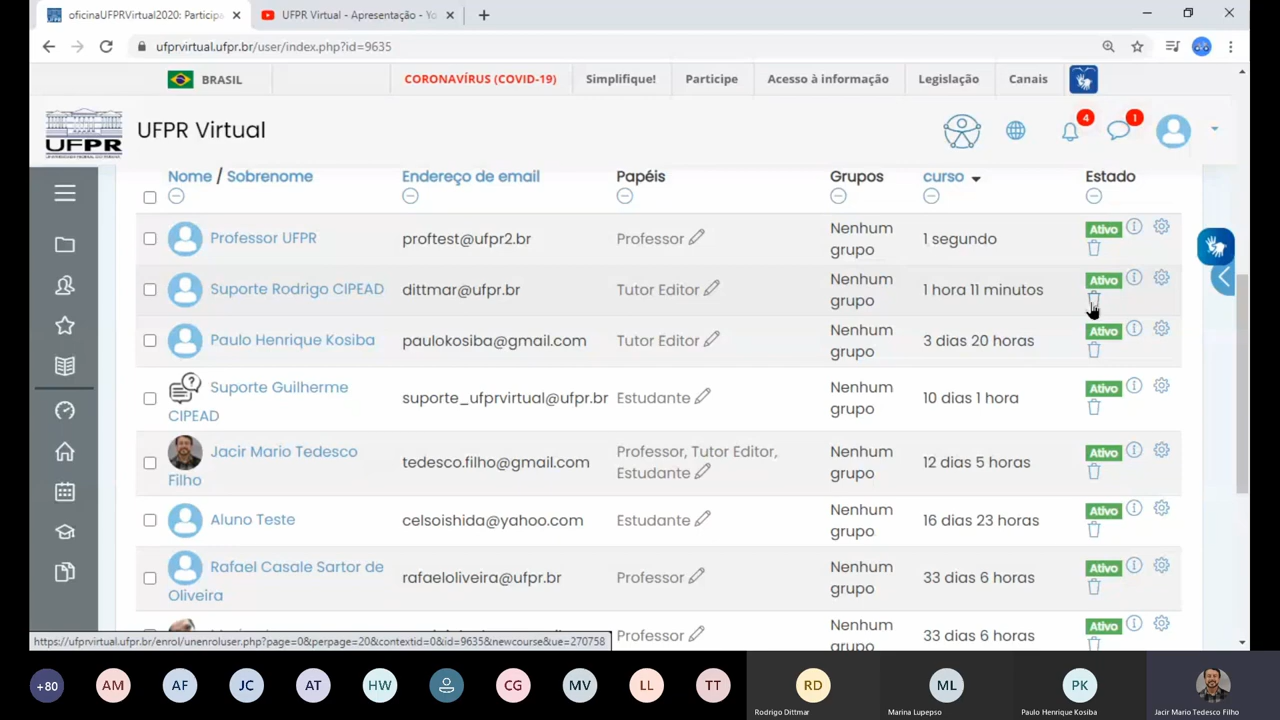 oficinaUFPRVirtual2020: Particip
UFPR Virtual - Apresentação - Yo
ufprvirtual.ufpr.br/user/index.php?id=9635
BRASIL
CORONAVÍRUS (COVID-19)
Simplifique!
Participe
Acesso à informação
Legislação
Canais
UFPR
UFPR Virtual
4
1
Nome / Sobrenome
Endereço de email
Papéis
Grupos
curso
Estado
Professor UFPR
proftest@ufpr2.br
Professor
Nenhum
grupo
1 segundo
Ativo
Suporte Rodrigo CIPEAD
dittmar@ufpr.br
Tutor Editor
Nenhum
grupo
1 hora 11 minutos
Ativo
Paulo Henrique Kosiba
paulokosiba@gmail.com
Tutor Editor
Nenhum
grupo
3 dias 20 horas
Ativo
Suporte Guilherme
CIPEAD
suporte_ufprvirtual@ufpr.br
Estudante
Nenhum
grupo
10 dias 1 hora
Ativo
Jacir Mario Tedesco
Filho
tedesco.filho@gmail.com
Professor, Tutor Editor,
Estudante
Nenhum
grupo
12 dias 5 horas
Ativo
Aluno Teste
celsoishida@yahoo.com
Estudante
Nenhum
grupo
16 dias 23 horas
Ativo
Rafael Casale Sartor de
Oliveira
rafaeloliveira@ufpr.br
Professor
Nenhum
grupo
33 dias 6 horas
Ativo
Professor
Nenhum
grupo
33 dias 6 horas
Ativo
https://ufprvirtual.ufpr.br/enrol/unenroluser.php?page=0&perpage=20&contextid=0&id=9635&newcourse&ue=270758
+80
AM
AF
JC
AT
HW
CG
MV
LL
TT
RD
Rodrigo Dittmar
ML
Marina Lupepso
PK
Paulo Henrique Kosiba
Jacir Mario Tedesco Filho